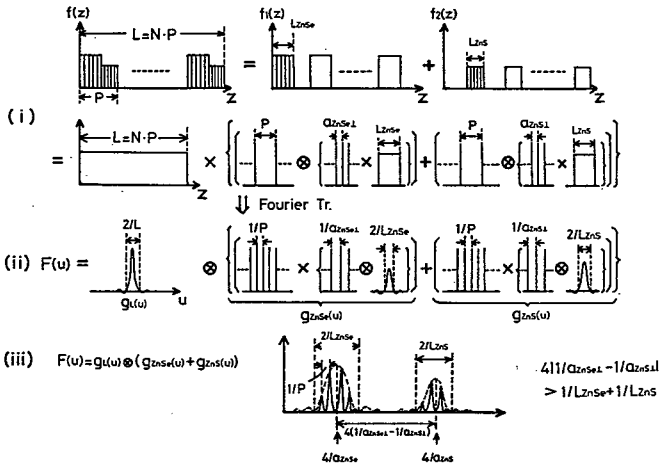 f(z) f₁(z) f₂(z)
L=N·P LZnSe LZnS
= +
P Z Z Z
(i)
L=N·P P aZnSe⊥ LZnSe P aZnS⊥ LZnS
= × { ( ⊗ { × } ) + ( ⊗ { × } ) }
Z
⇓ Fourier Tr.
2/L 1/P 1/aZnSe⊥ 2/LZnSe 1/P 1/aZnS⊥ 2/LZnS
(ii) F(u) = ⊗ { ( × { ⊗ } ) + ( × { ⊗ } ) }
gL(u) u gZnSe(u) gZnS(u)
(iii) F(u)=gL(u)⊗(gZnSe(u)+gZnS(u))
2/LZnSe 2/LZnS
1/P
4(1/aZnSe⊥-1/aZnS⊥)
4/aZnSe 4/aZnS
4|1/aZnSe⊥-1/aZnS⊥|
> 1/LZnSe+1/LZnS